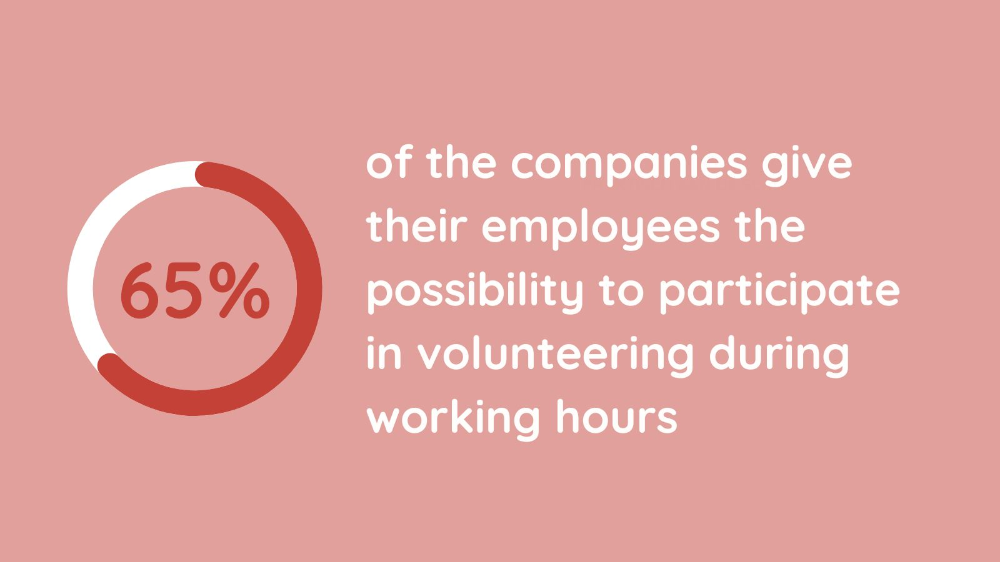 65%
of the companies give
their employees the
possibility to participate
in volunteering during
working hours